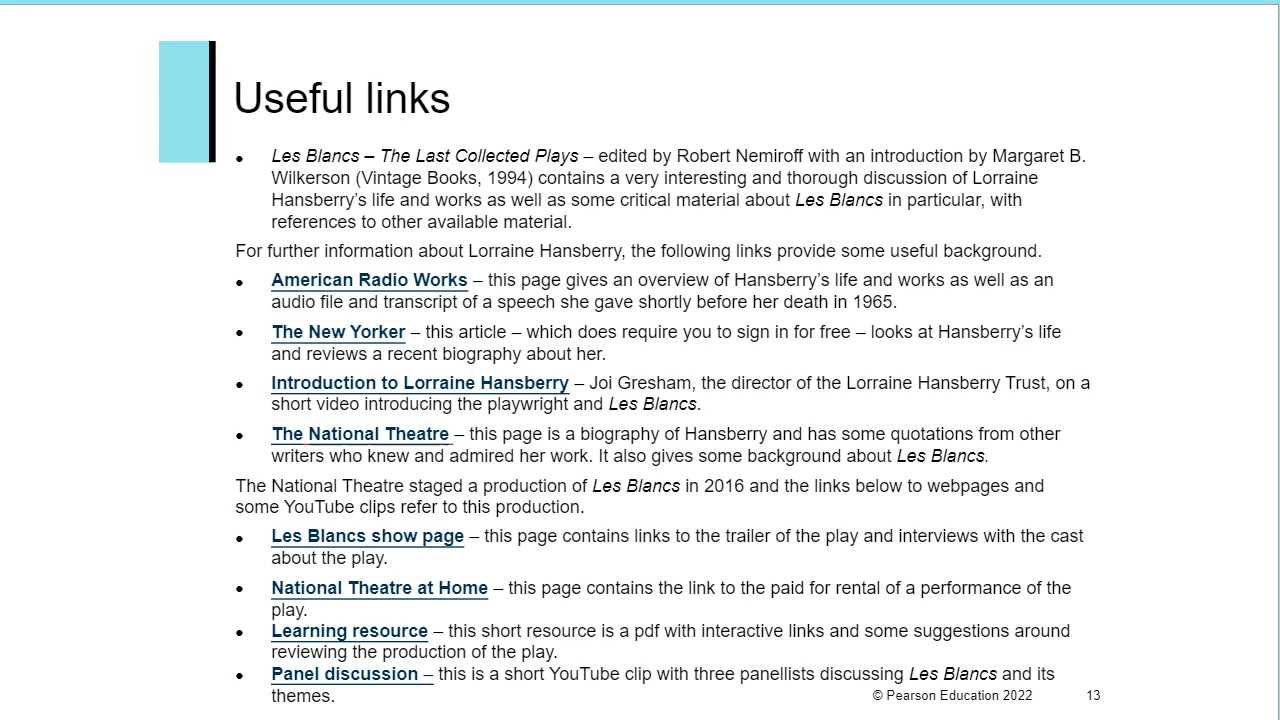 Useful links
• Les Blancs – The Last Collected Plays – edited by Robert Nemiroff with an introduction by Margaret B.
Wilkerson (Vintage Books, 1994) contains a very interesting and thorough discussion of Lorraine
Hansberry’s life and works as well as some critical material about Les Blancs in particular, with
references to other available material.
For further information about Lorraine Hansberry, the following links provide some useful background.
• American Radio Works – this page gives an overview of Hansberry’s life and works as well as an
audio file and transcript of a speech she gave shortly before her death in 1965.
• The New Yorker – this article – which does require you to sign in for free – looks at Hansberry’s life
and reviews a recent biography about her.
• Introduction to Lorraine Hansberry – Joi Gresham, the director of the Lorraine Hansberry Trust, on a
short video introducing the playwright and Les Blancs.
• The National Theatre – this page is a biography of Hansberry and has some quotations from other
writers who knew and admired her work. It also gives some background about Les Blancs.
The National Theatre staged a production of Les Blancs in 2016 and the links below to webpages and
some YouTube clips refer to this production.
• Les Blancs show page – this page contains links to the trailer of the play and interviews with the cast
about the play.
• National Theatre at Home – this page contains the link to the paid for rental of a performance of the
play.
• Learning resource – this short resource is a pdf with interactive links and some suggestions around
reviewing the production of the play.
• Panel discussion – this is a short YouTube clip with three panellists discussing Les Blancs and its
themes.
© Pearson Education 2022 13